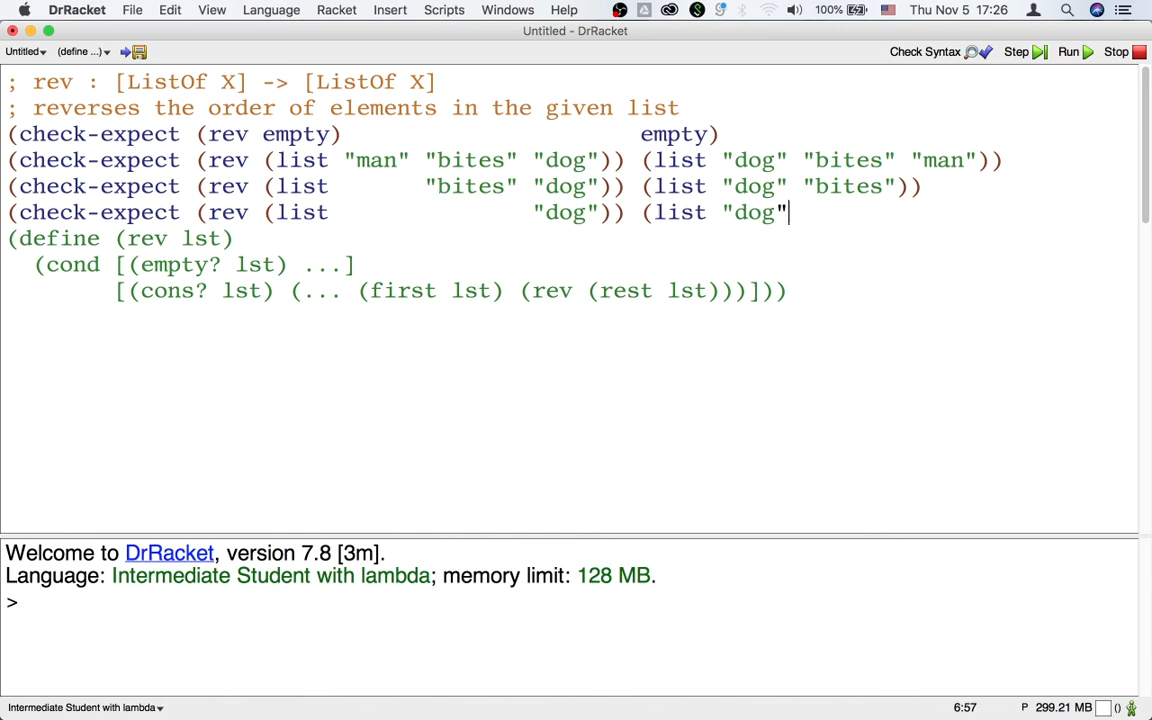 DrRacket File Edit View Language Racket Insert Scripts Windows Help 100% Thu Nov 5 17:26
Untitled - DrRacket
Untitled (define ...) Check Syntax Step Run Stop
; rev : [ListOf X] -> [ListOf X]
; reverses the order of elements in the given list
(check-expect (rev empty) empty)
(check-expect (rev (list "man" "bites" "dog")) (list "dog" "bites" "man"))
(check-expect (rev (list "bites" "dog")) (list "dog" "bites"))
(check-expect (rev (list "dog")) (list "dog"
(define (rev lst)
(cond [(empty? lst) ...]
[(cons? lst) (... (first lst) (rev (rest lst)))]))
Welcome to DrRacket, version 7.8 [3m].
Language: Intermediate Student with lambda; memory limit: 128 MB.
>
Intermediate Student with lambda 6:57 P 299.21 MB ()